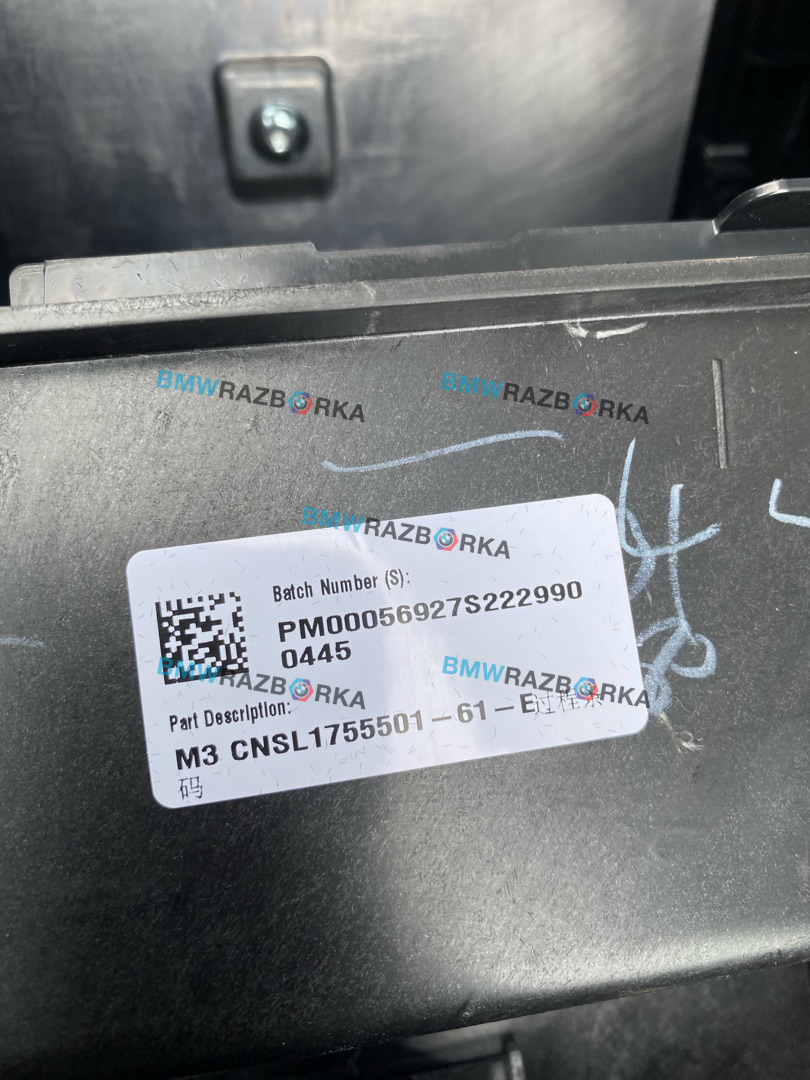 BMWRAZBORKA BMWRAZBORKA
BMWRAZBORKA
Batch Number (S):
PM00056927S222990
0445
BMWRAZBORKA BMWRAZBORKA
Part Description:
M3 CNSL1755501-61-E过程条
码